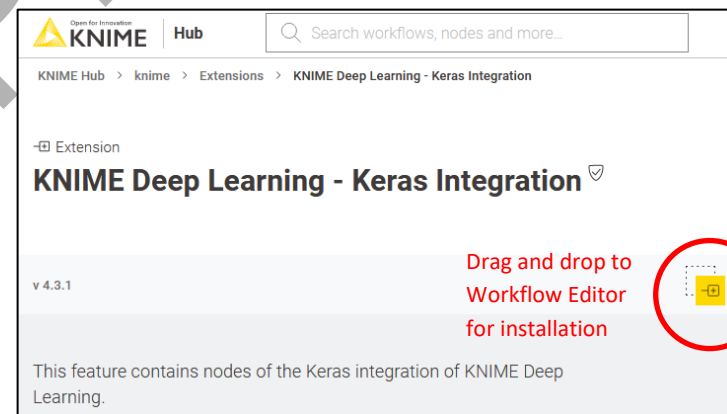 Open for Innovation
KNIME
Hub
Search workflows, nodes and more...
KNIME Hub > knime > Extensions > KNIME Deep Learning - Keras Integration
Extension
KNIME Deep Learning - Keras Integration
Drag and drop to
v 4.3.1
Workflow Editor
for installation
This feature contains nodes of the Keras integration of KNIME Deep
Learning.